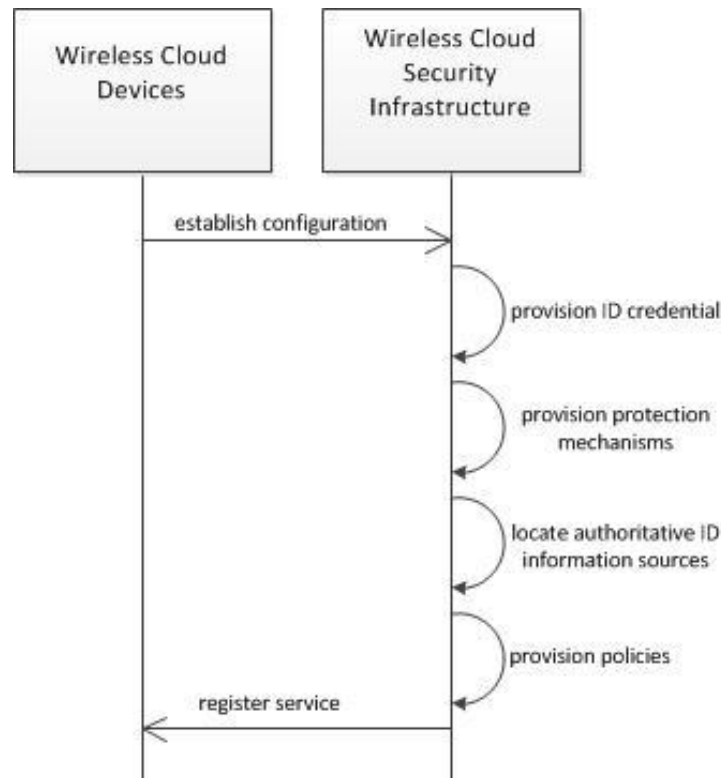 Wireless Cloud
Devices
Wireless Cloud
Security
Infrastructure
establish configuration
provision ID credential
provision protection
mechanisms
locate authoritative ID
information sources
provision policies
register service